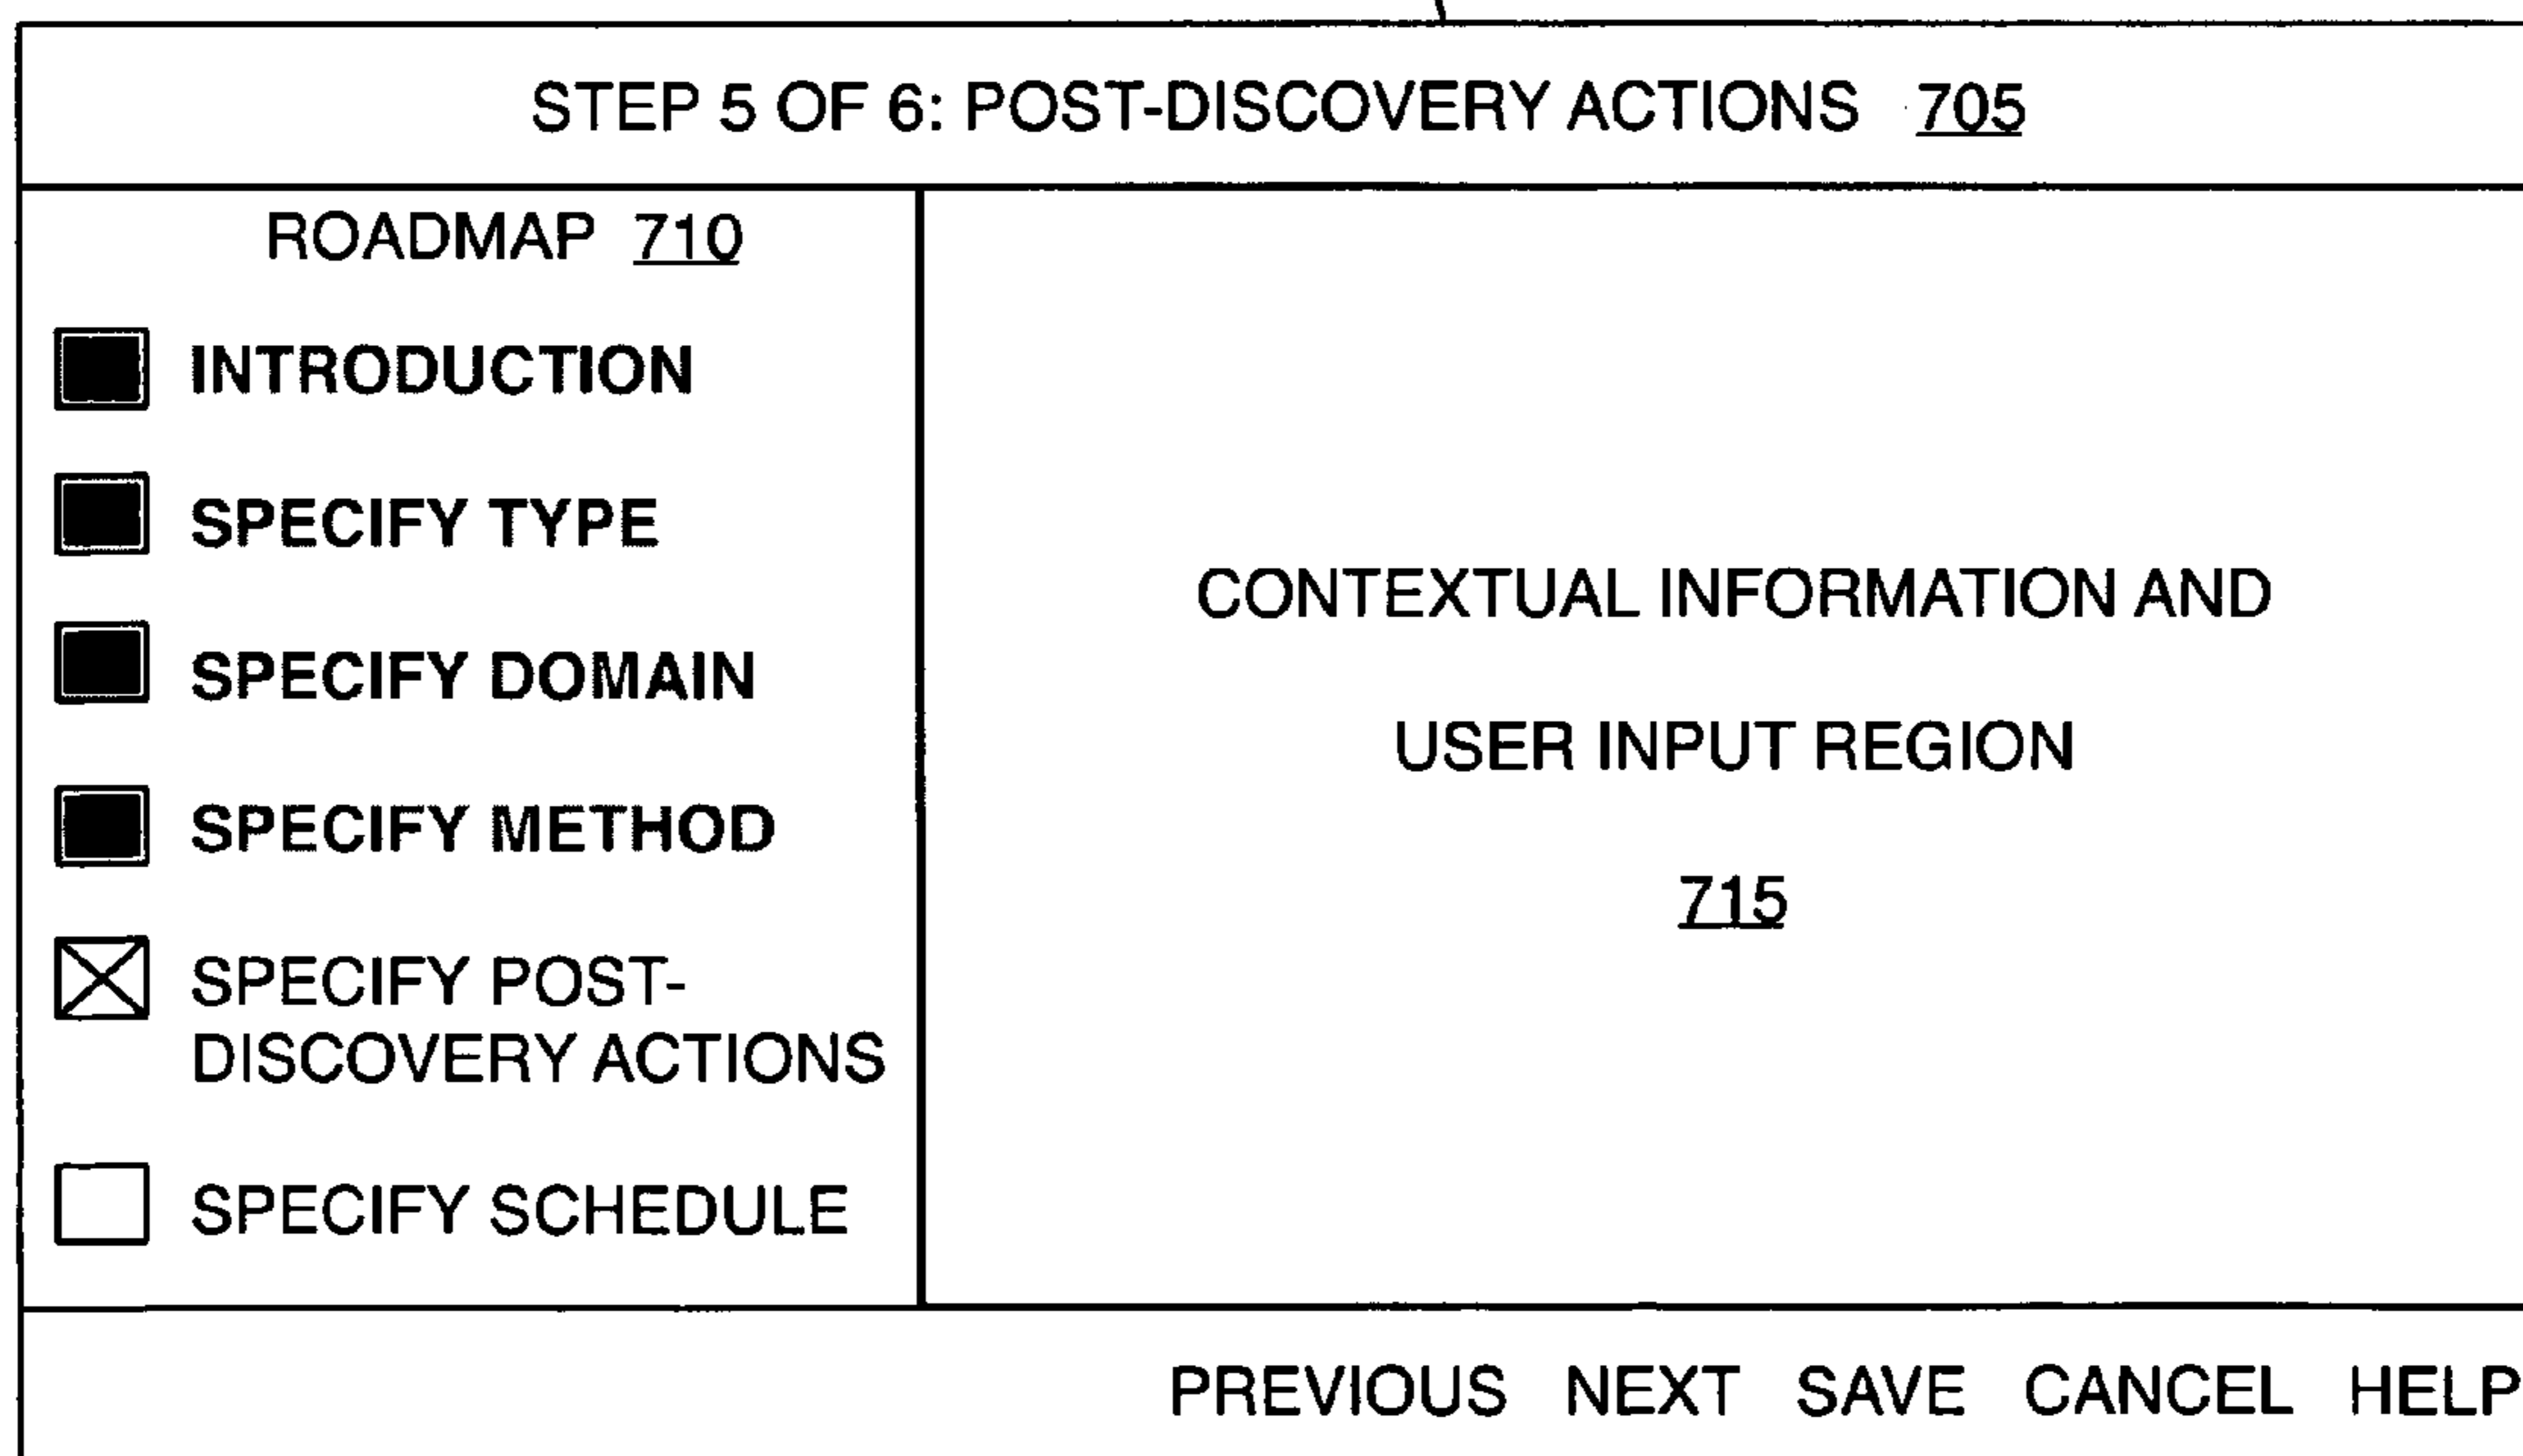 STEP 5 OF 6: POST-DISCOVERY ACTIONS 705
ROADMAP 710
INTRODUCTION
SPECIFY TYPE
SPECIFY DOMAIN
SPECIFY METHOD
SPECIFY POST-
DISCOVERY ACTIONS
SPECIFY SCHEDULE
CONTEXTUAL INFORMATION AND
USER INPUT REGION
715
PREVIOUS NEXT SAVE CANCEL HELP